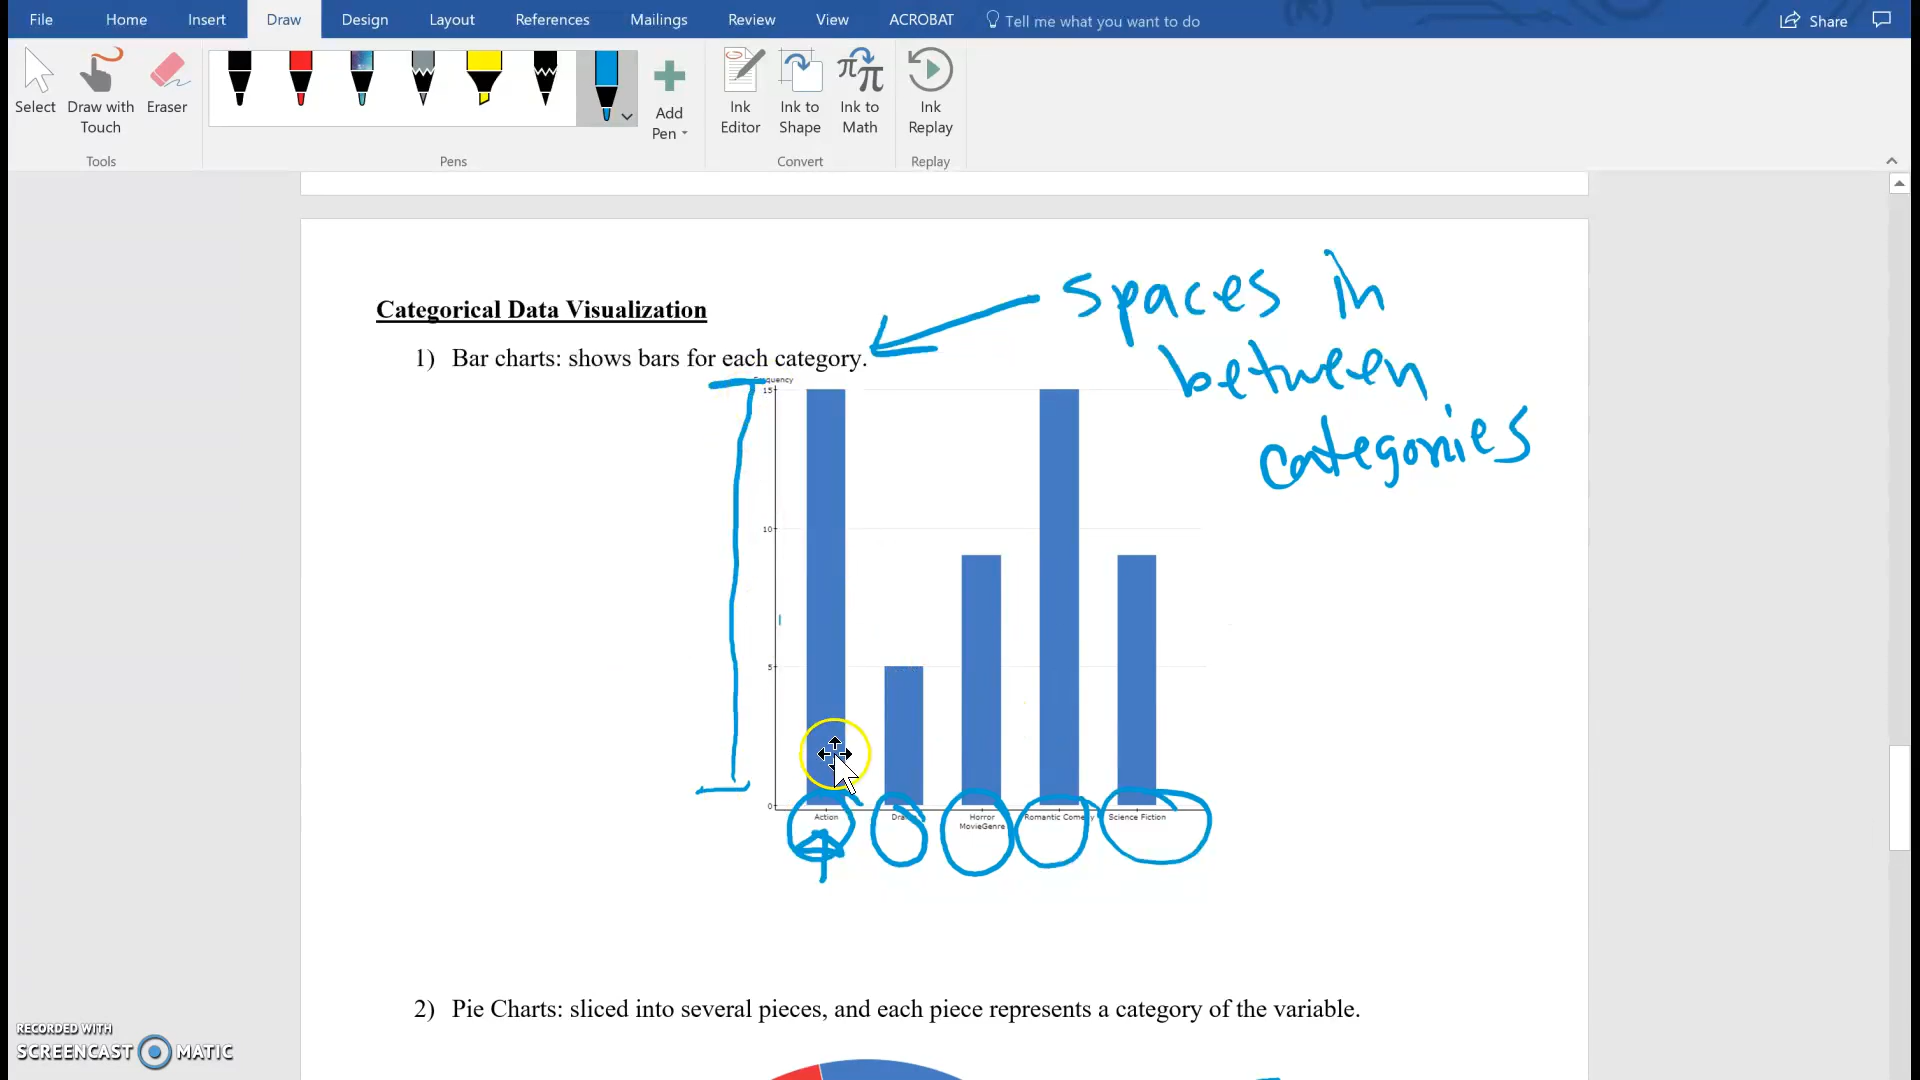 File Home Insert Draw Design Layout References Mailings Review View ACROBAT Tell me what you want to do Share
Select
Draw with
Touch
Eraser
Add
Pen
Ink
Editor
Ink to
Shape
Ink to
Math
Ink
Replay
Tools Pens Convert Replay
Categorical Data Visualization
1) Bar charts: shows bars for each category.
spaces in
between
categories
Frequency
15
10
5
0
Action Drama Horror Romantic Comedy Science Fiction
MovieGenre
2) Pie Charts: sliced into several pieces, and each piece represents a category of the variable.
RECORDED WITH
SCREENCAST MATIC